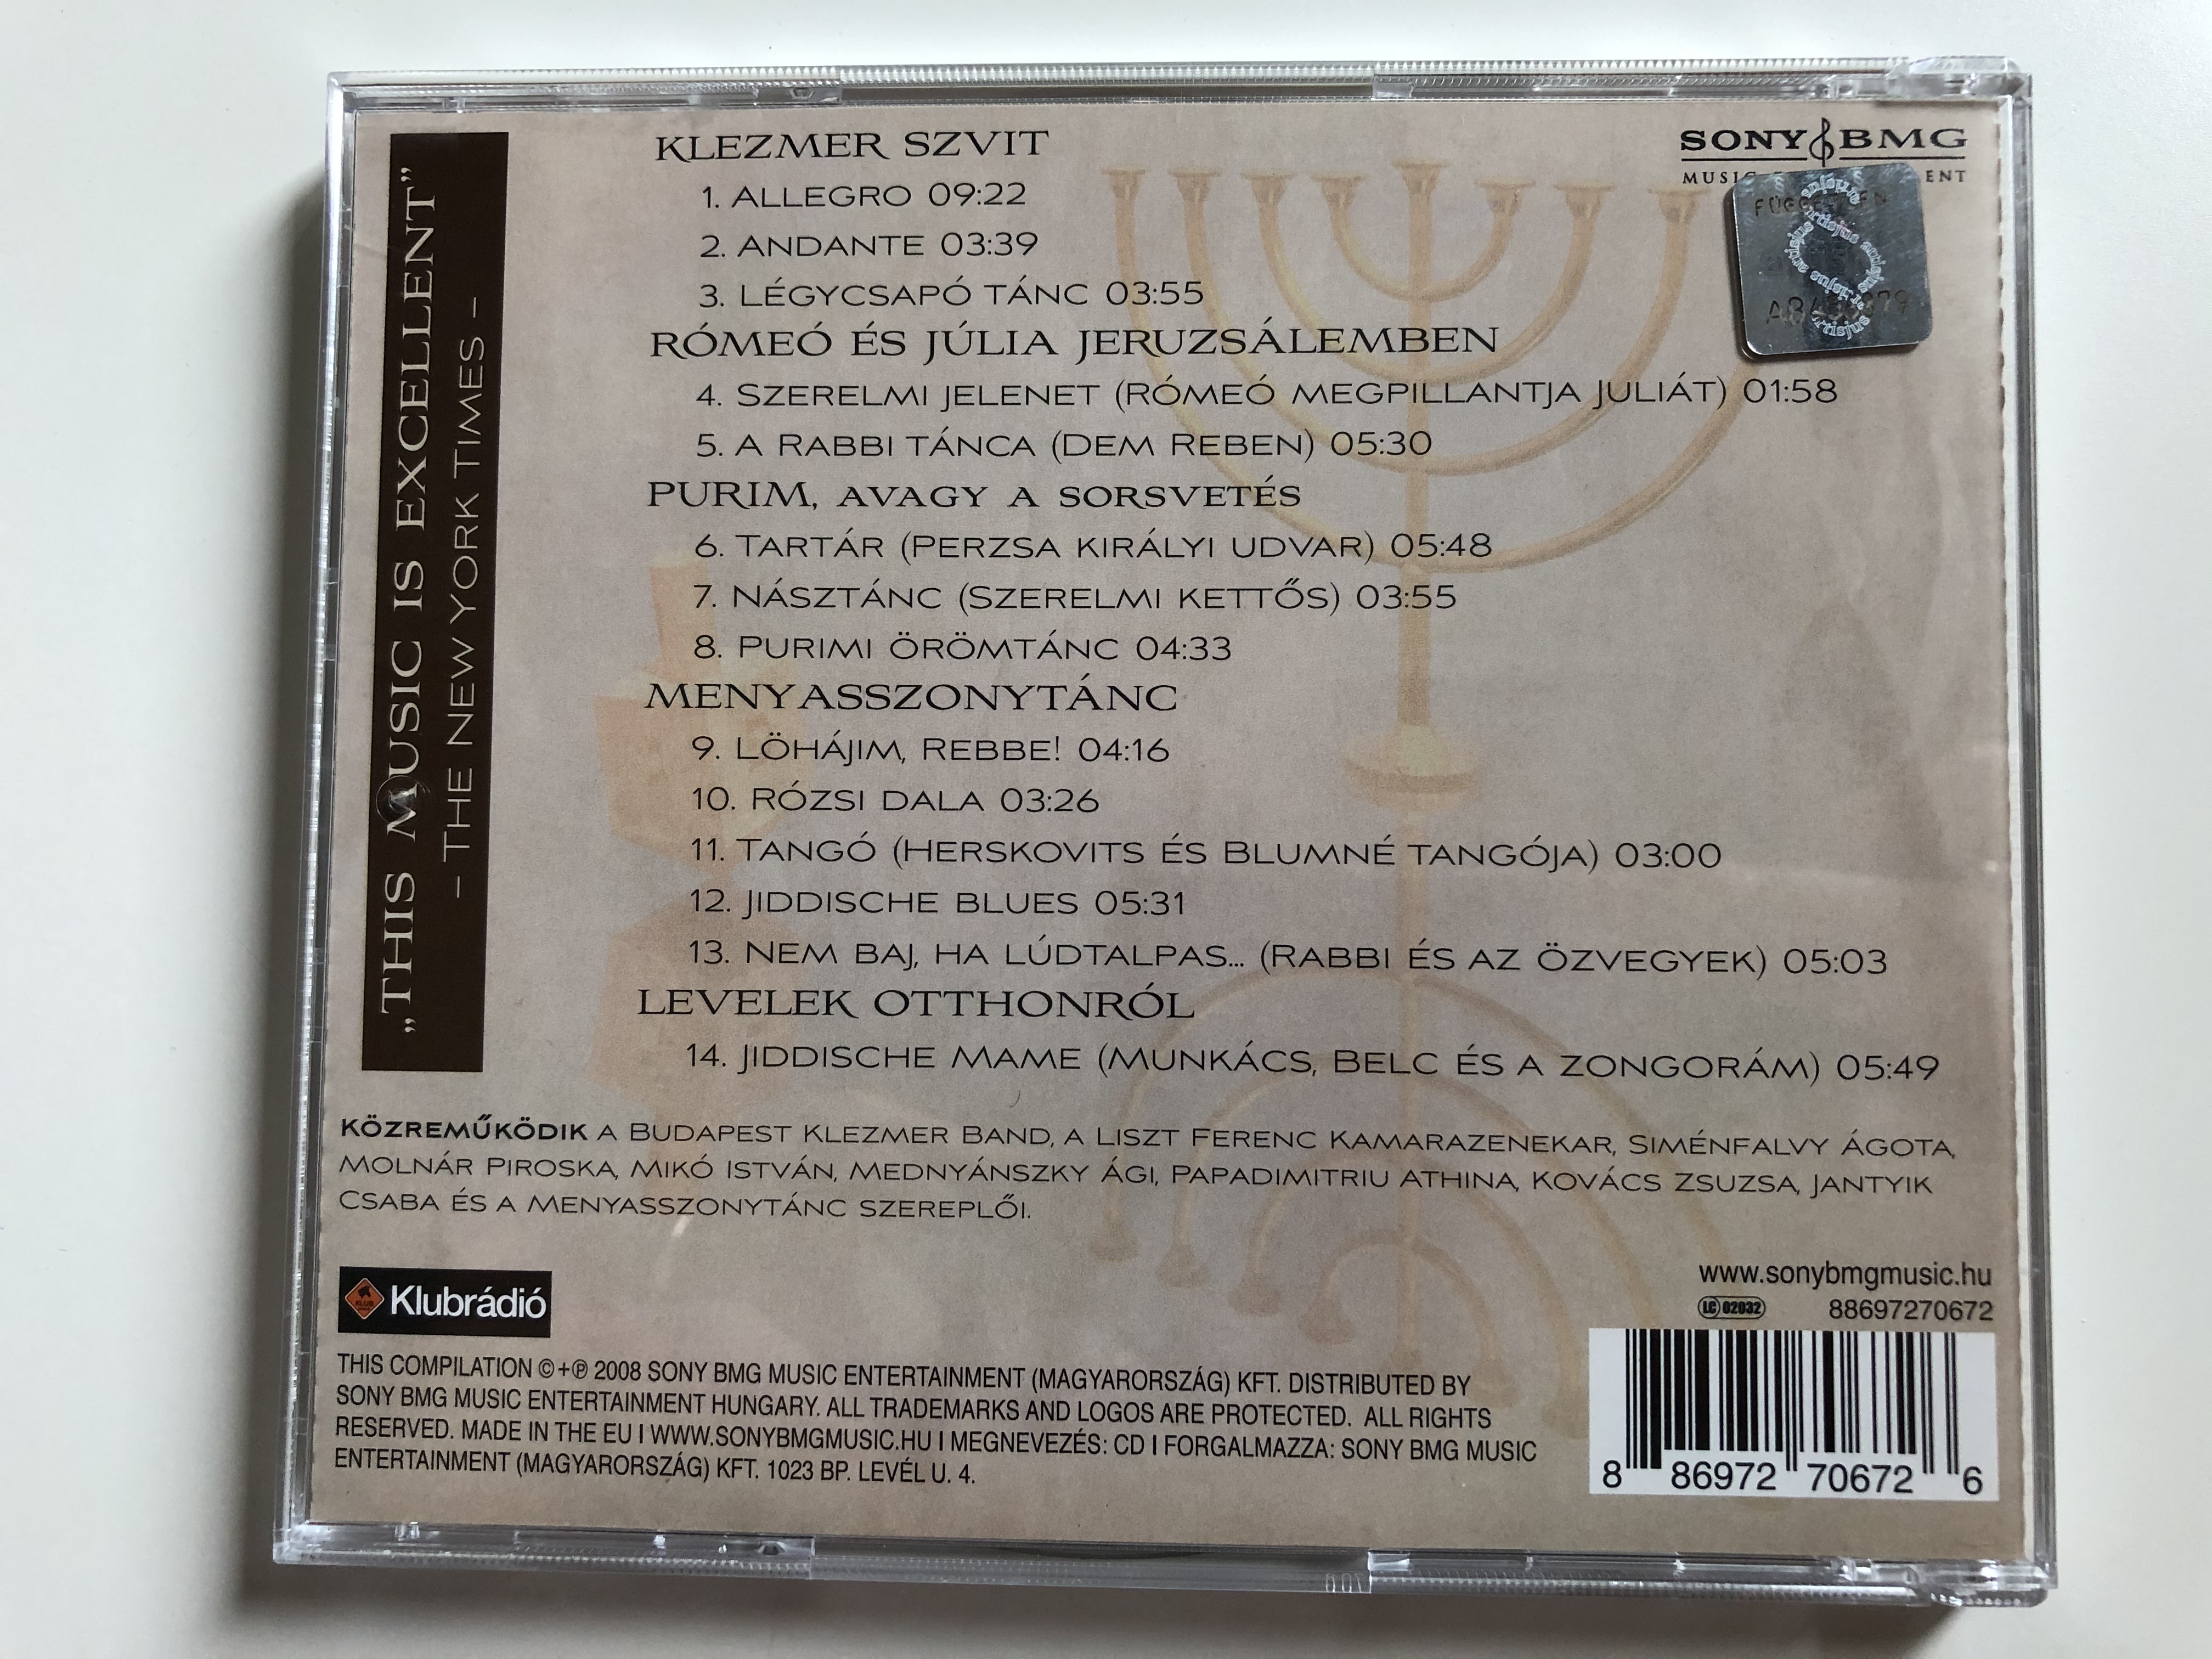 „THIS MUSIC IS EXCELLENT”
– THE NEW YORK TIMES –
KLEZMER SZVIT
1. ALLEGRO 09:22
2. ANDANTE 03:39
3. LÉGYCSAPÓ TÁNC 03:55
RÓMEÓ ÉS JÚLIA JERUZSÁLEMBEN
4. SZERELMI JELENET (RÓMEÓ MEGPILLANTJA JULIÁT) 01:58
5. A RABBI TÁNCA (DEM REBEN) 05:30
PURIM, AVAGY A SORSVETÉS
6. TARTÁR (PERZSA KIRÁLYI UDVAR) 05:48
7. NÁSZTÁNC (SZERELMI KETTŐS) 03:55
8. PURIMI ÖRÖMTÁNC 04:33
MENYASSZONYTÁNC
9. LÖHÁJIM, REBBE! 04:16
10. RÓZSI DALA 03:26
11. TANGÓ (HERSKOVITS ÉS BLUMNÉ TANGÓJA) 03:00
12. JIDDISCHE BLUES 05:31
13. NEM BAJ, HA LÚDTALPAS... (RABBI ÉS AZ ÖZVEGYEK) 05:03
LEVELEK OTTHONRÓL
14. JIDDISCHE MAME (MUNKÁCS, BELC ÉS A ZONGORÁM) 05:49
SONY BMG
artisjus artisjus artisjus
KÖZREMŰKÖDIK A BUDAPEST KLEZMER BAND, A LISZT FERENC KAMARAZENEKAR, SIMÉNFALVY ÁGOTA,
MOLNÁR PIROSKA, MIKÓ ISTVÁN, MEDNYÁNSZKY ÁGI, PAPADIMITRIU ATHINA, KOVÁCS ZSUZSA, JANTYIK
CSABA ÉS A MENYASSZONYTÁNC SZEREPLŐI.
Klubrádió
www.sonybmgmusic.hu
LC 02032 88697270672
THIS COMPILATION ©+℗ 2008 SONY BMG MUSIC ENTERTAINMENT (MAGYARORSZÁG) KFT. DISTRIBUTED BY
SONY BMG MUSIC ENTERTAINMENT HUNGARY. ALL TRADEMARKS AND LOGOS ARE PROTECTED. ALL RIGHTS
RESERVED. MADE IN THE EU I WWW.SONYBMGMUSIC.HU I MEGNEVEZÉS: CD I FORGALMAZZA: SONY BMG MUSIC
ENTERTAINMENT (MAGYARORSZÁG) KFT. 1023 BP. LEVÉL U. 4.
8 86972 70672 6